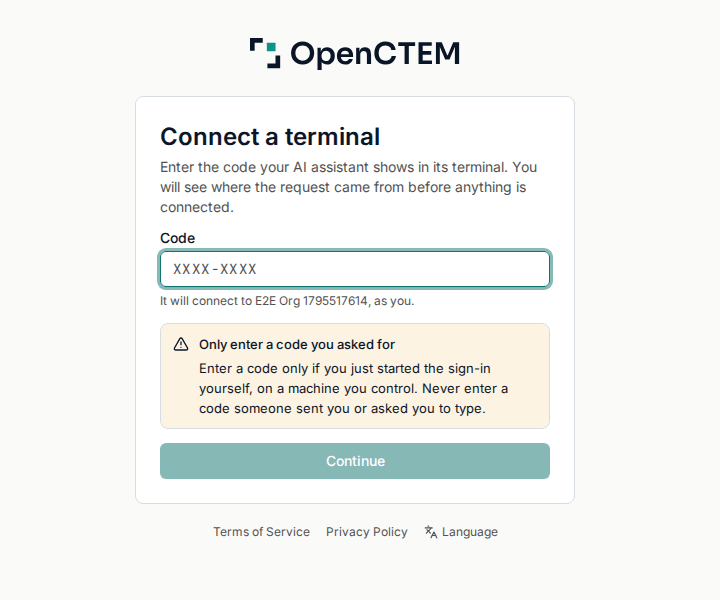 OpenCTEM
Connect a terminal
Enter the code your AI assistant shows in its terminal. You
will see where the request came from before anything is
connected.
Code
XXXX-XXXX
It will connect to E2E Org 1795517614, as you.
Only enter a code you asked for
Enter a code only if you just started the sign-in
yourself, on a machine you control. Never enter a
code someone sent you or asked you to type.
Continue
Terms of Service Privacy Policy Language